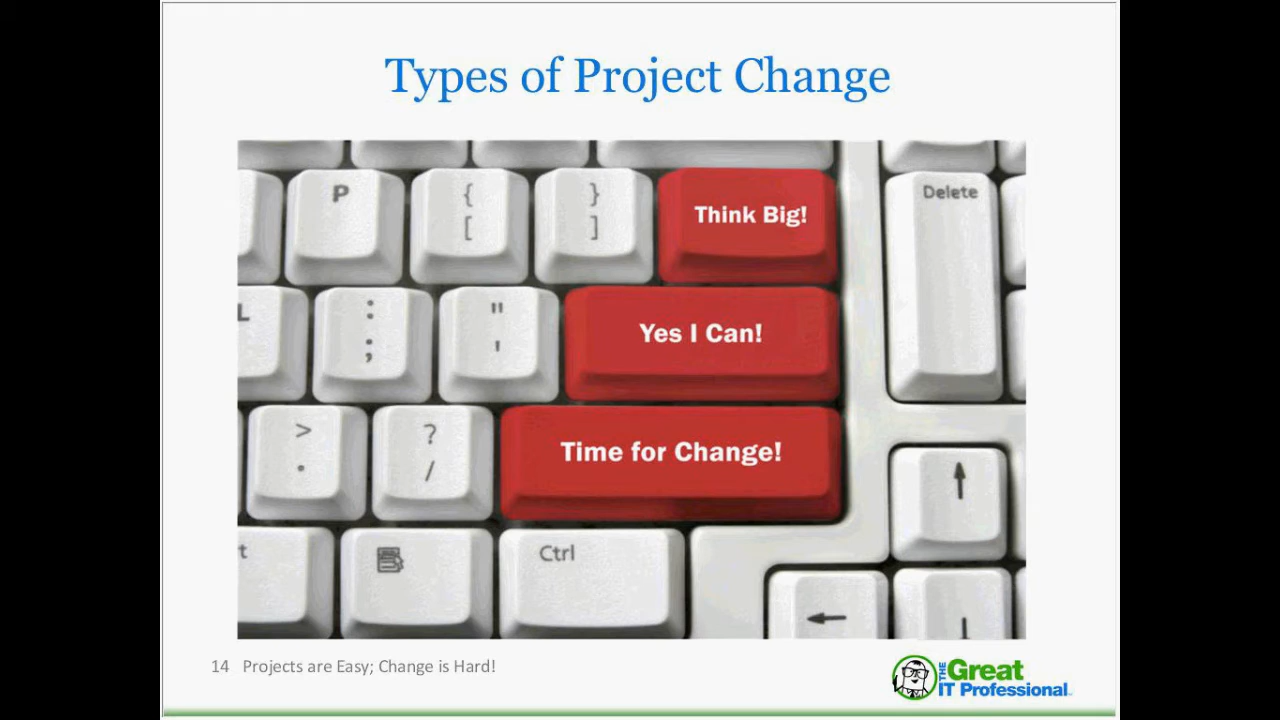 Types of Project Change
P
{
[
}
]
Think Big!
Delete
L
:
;
"
'
Yes I Can!
>
.
?
/
Time for Change!
t
Ctrl
14 Projects are Easy; Change is Hard!
THE Great
IT Professional